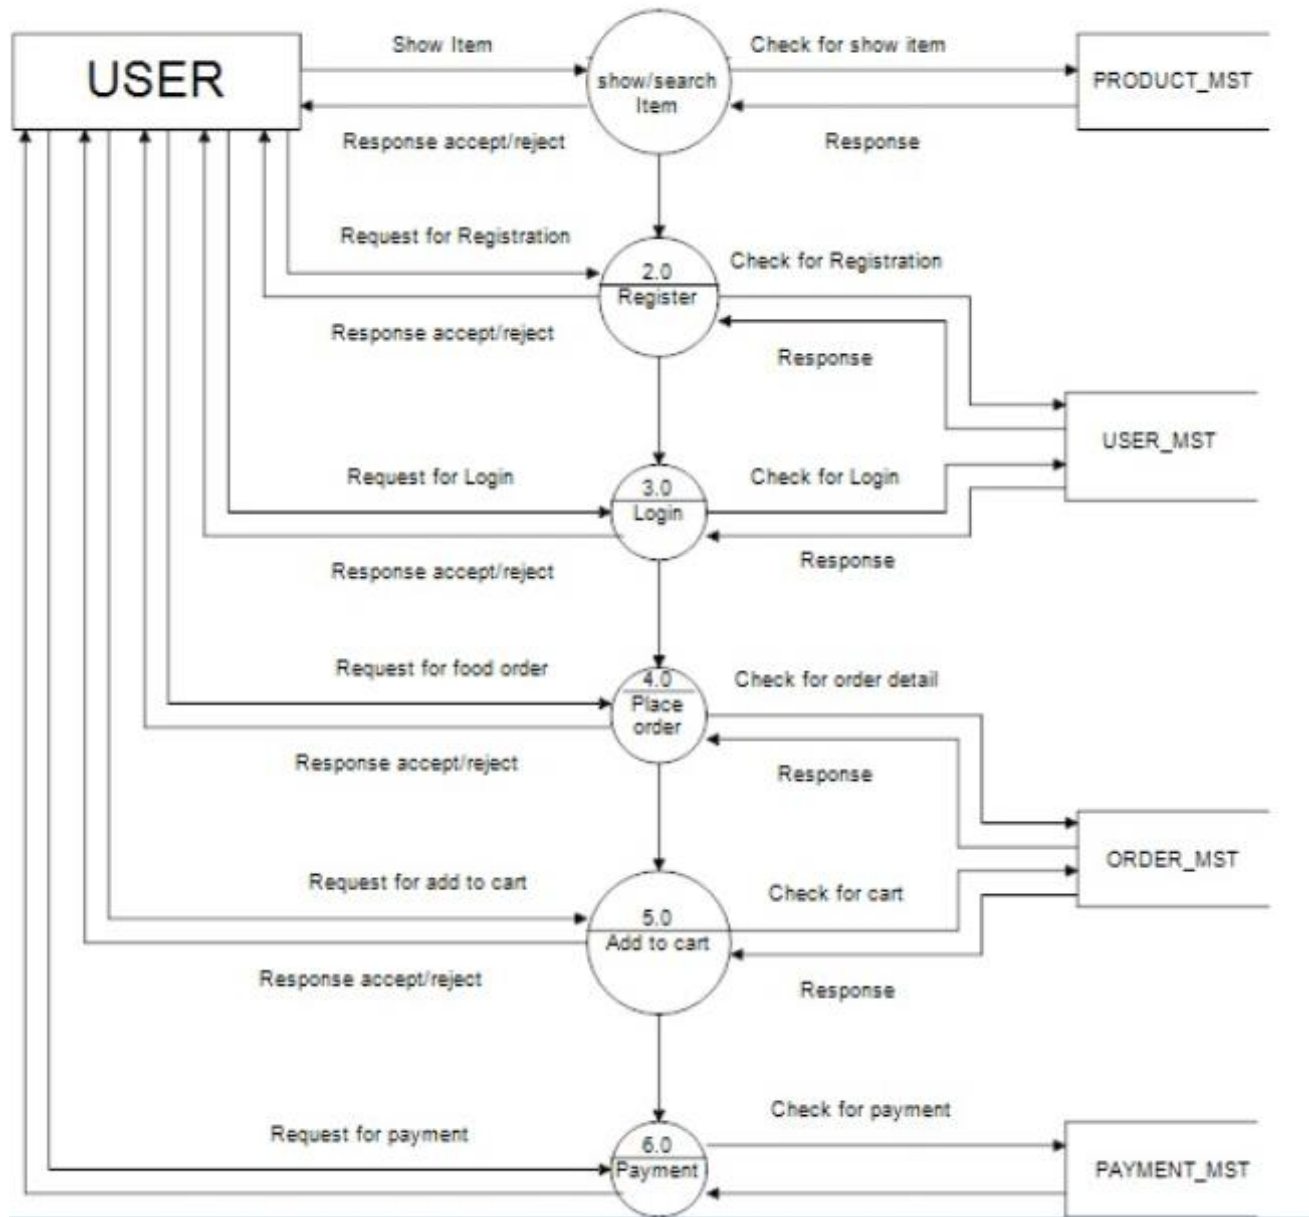 USER
Show Item
show/search
Item
Check for show item
PRODUCT_MST
Response accept/reject
Response
Request for Registration
2.0
Register
Check for Registration
Response accept/reject
Response
USER_MST
Request for Login
3.0
Login
Check for Login
Response accept/reject
Response
Request for food order
4.0
Place
order
Check for order detail
Response accept/reject
Response
ORDER_MST
Request for add to cart
5.0
Add to cart
Check for cart
Response accept/reject
Response
Request for payment
6.0
Payment
Check for payment
PAYMENT_MST